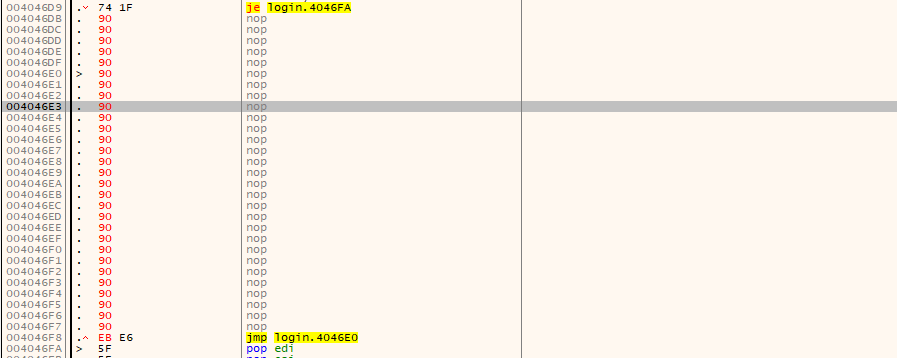 004046D9 .˅ 74 1F je login.4046FA
004046DB . 90 nop
004046DC . 90 nop
004046DD . 90 nop
004046DE . 90 nop
004046DF . 90 nop
004046E0 > 90 nop
004046E1 . 90 nop
004046E2 . 90 nop
004046E3 . 90 nop
004046E4 . 90 nop
004046E5 . 90 nop
004046E6 . 90 nop
004046E7 . 90 nop
004046E8 . 90 nop
004046E9 . 90 nop
004046EA . 90 nop
004046EB . 90 nop
004046EC . 90 nop
004046ED . 90 nop
004046EE . 90 nop
004046EF . 90 nop
004046F0 . 90 nop
004046F1 . 90 nop
004046F2 . 90 nop
004046F3 . 90 nop
004046F4 . 90 nop
004046F5 . 90 nop
004046F6 . 90 nop
004046F7 . 90 nop
004046F8 .^ EB E6 jmp login.4046E0
004046FA > 5F pop edi